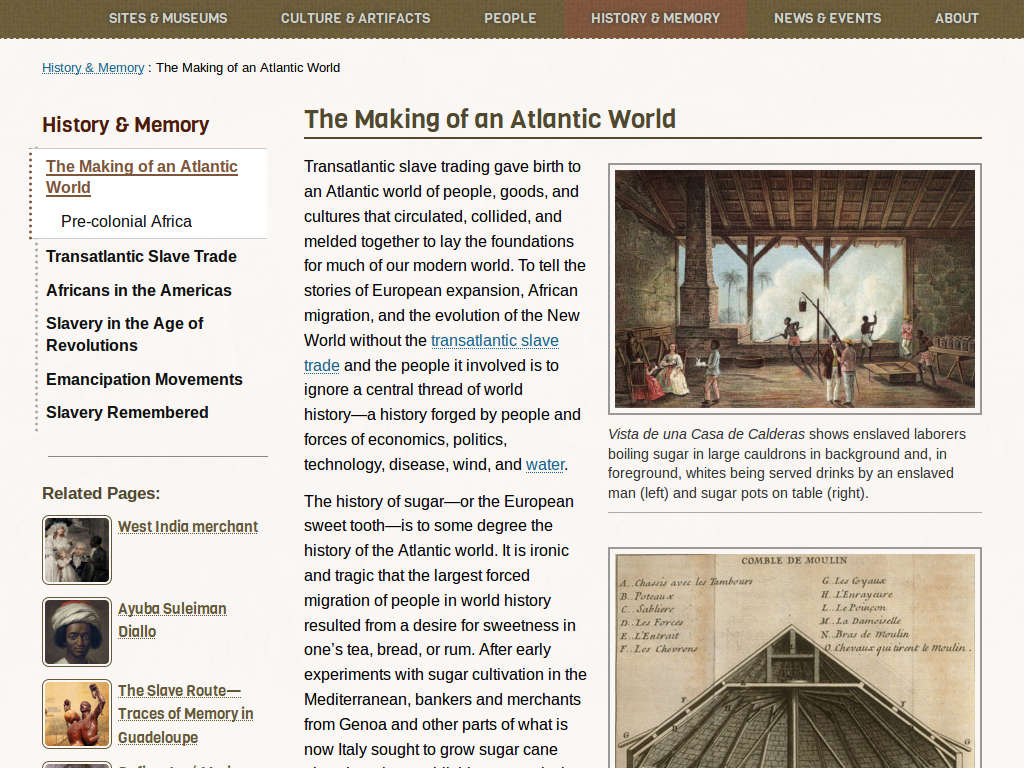 SITES & MUSEUMS CULTURE & ARTIFACTS PEOPLE HISTORY & MEMORY NEWS & EVENTS ABOUT
History & Memory : The Making of an Atlantic World
History & Memory
The Making of an Atlantic
World
Pre-colonial Africa
Transatlantic Slave Trade
Africans in the Americas
Slavery in the Age of
Revolutions
Emancipation Movements
Slavery Remembered
Related Pages:
West India merchant
Ayuba Suleiman
Diallo
The Slave Route—
Traces of Memory in
Guadeloupe
The Making of an Atlantic World
Transatlantic slave trading gave birth to
an Atlantic world of people, goods, and
cultures that circulated, collided, and
melded together to lay the foundations
for much of our modern world. To tell the
stories of European expansion, African
migration, and the evolution of the New
World without the transatlantic slave
trade and the people it involved is to
ignore a central thread of world
history—a history forged by people and
forces of economics, politics,
technology, disease, wind, and water.
The history of sugar—or the European
sweet tooth—is to some degree the
history of the Atlantic world. It is ironic
and tragic that the largest forced
migration of people in world history
resulted from a desire for sweetness in
one’s tea, bread, or rum. After early
experiments with sugar cultivation in the
Mediterranean, bankers and merchants
from Genoa and other parts of what is
now Italy sought to grow sugar cane
Vista de una Casa de Calderas shows enslaved laborers
boiling sugar in large cauldrons in background and, in
foreground, whites being served drinks by an enslaved
man (left) and sugar pots on table (right).
COMBLE DE MOULIN
A.. Chassis avec les Tambours
B.. Poteaux
C.. Sabliere
D.. Les Forces
E.. L'Entrait
F.. Les Chevrons
G.. Les Coyaux
H.. L'Enrayeure
L.. Le Poinçon
M.. La Damoiselle
N.. Bras de Moulin
O. Chevaux qui tirent le Moulin.